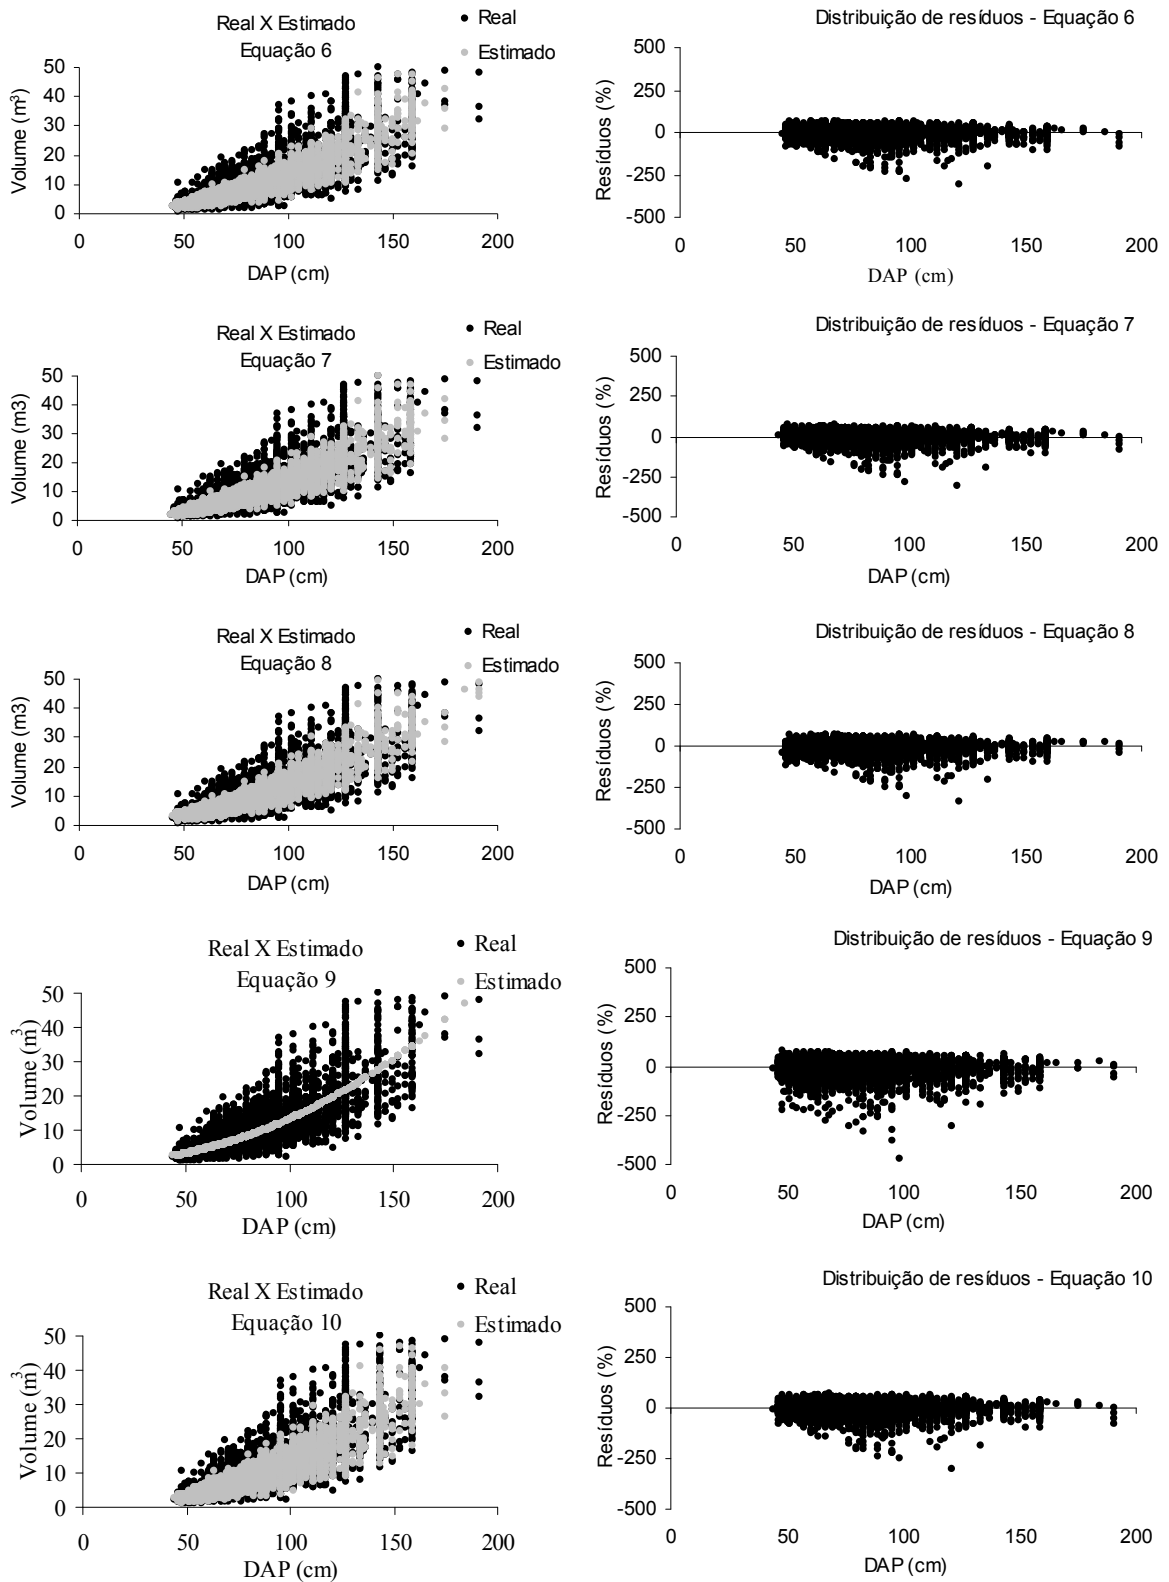 Real X Estimado
Equação 6
Real
Estimado
Volume (m³)
50
40
30
20
10
0
0 50 100 150 200
DAP (cm)
Distribuição de resíduos - Equação 6
Resíduos (%)
500
250
0
-250
-500
0 50 100 150 200
DAP (cm)
Real X Estimado
Equação 7
Real
Estimado
Volume (m3)
50
40
30
20
10
0
0 50 100 150 200
DAP (cm)
Distribuição de resíduos - Equação 7
Resíduos (%)
500
250
0
-250
-500
0 50 100 150 200
DAP (cm)
Real X Estimado
Equação 8
Real
Estimado
Volume (m3)
50
40
30
20
10
0
0 50 100 150 200
DAP (cm)
Distribuição de resíduos - Equação 8
Resíduos (%)
500
250
0
-250
-500
0 50 100 150 200
DAP (cm)
Real X Estimado
Equação 9
Real
Estimado
Volume (m³)
50
40
30
20
10
0
0 50 100 150 200
DAP (cm)
Distribuição de resíduos - Equação 9
Resíduos (%)
500
250
0
-250
-500
0 50 100 150 200
DAP (cm)
Real X Estimado
Equação 10
Real
Estimado
Volume (m³)
50
40
30
20
10
0
0 50 100 150 200
DAP (cm)
Distribuição de resíduos - Equação 10
Resíduos (%)
500
250
0
-250
-500
0 50 100 150 200
DAP (cm)